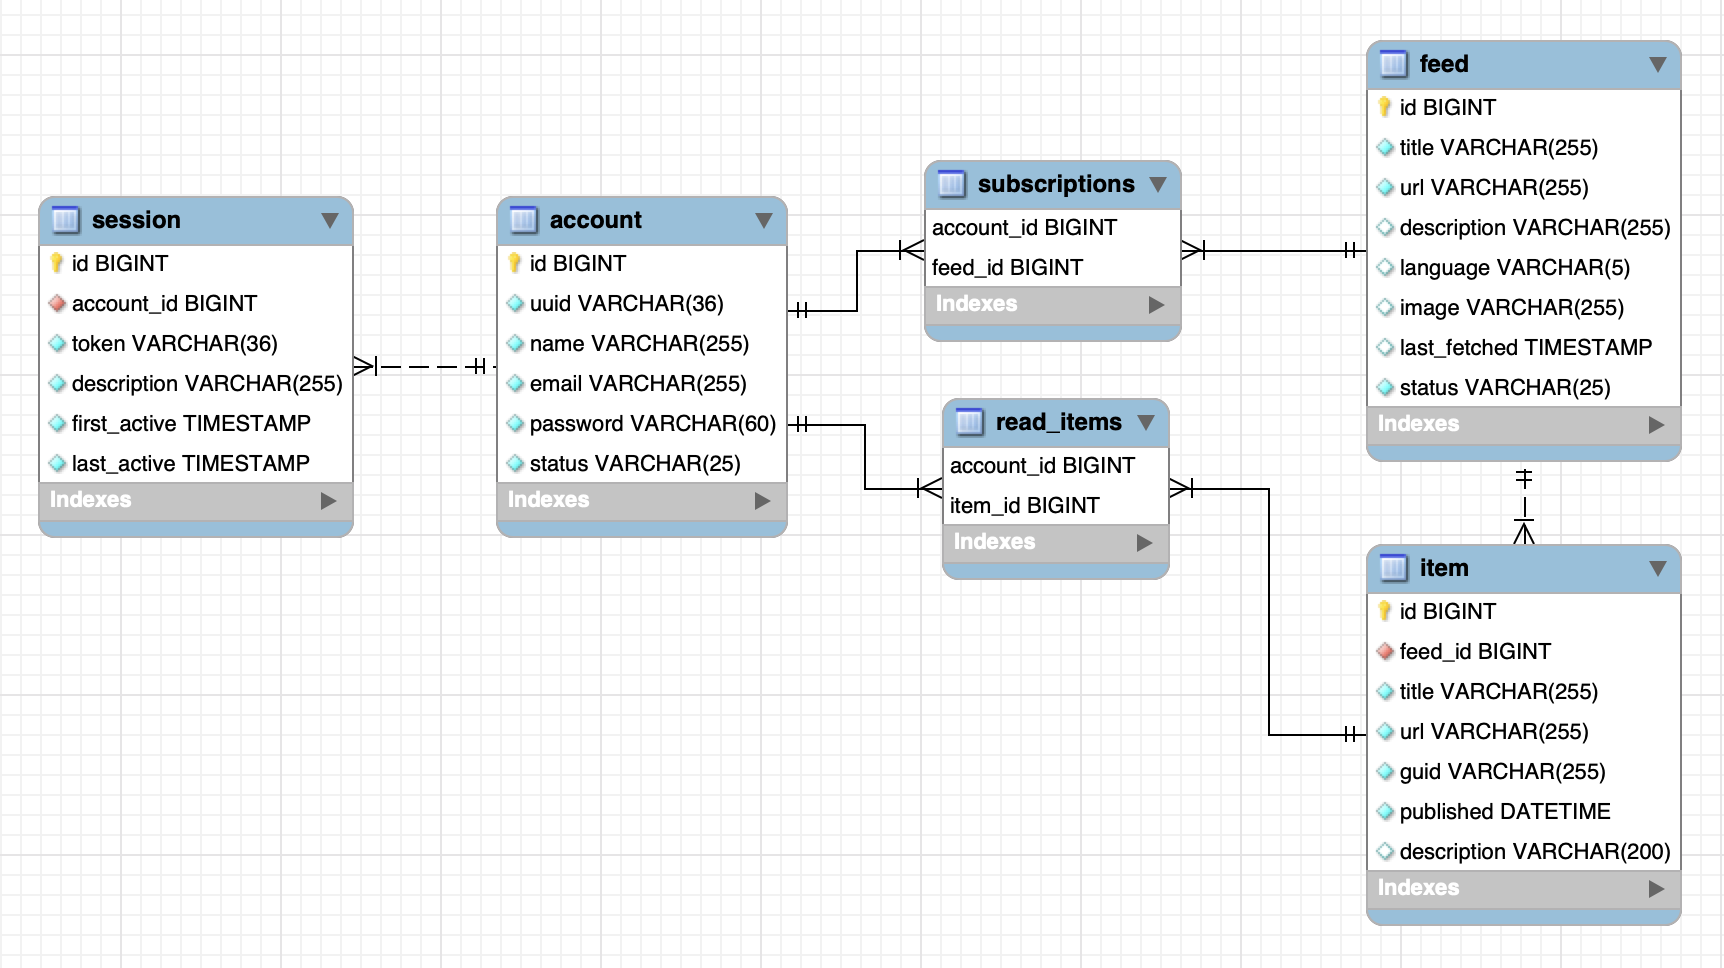 session
id BIGINT
account_id BIGINT
token VARCHAR(36)
description VARCHAR(255)
first_active TIMESTAMP
last_active TIMESTAMP
Indexes
account
id BIGINT
uuid VARCHAR(36)
name VARCHAR(255)
email VARCHAR(255)
password VARCHAR(60)
status VARCHAR(25)
Indexes
subscriptions
account_id BIGINT
feed_id BIGINT
Indexes
read_items
account_id BIGINT
item_id BIGINT
Indexes
feed
id BIGINT
title VARCHAR(255)
url VARCHAR(255)
description VARCHAR(255)
language VARCHAR(5)
image VARCHAR(255)
last_fetched TIMESTAMP
status VARCHAR(25)
Indexes
item
id BIGINT
feed_id BIGINT
title VARCHAR(255)
url VARCHAR(255)
guid VARCHAR(255)
published DATETIME
description VARCHAR(200)
Indexes